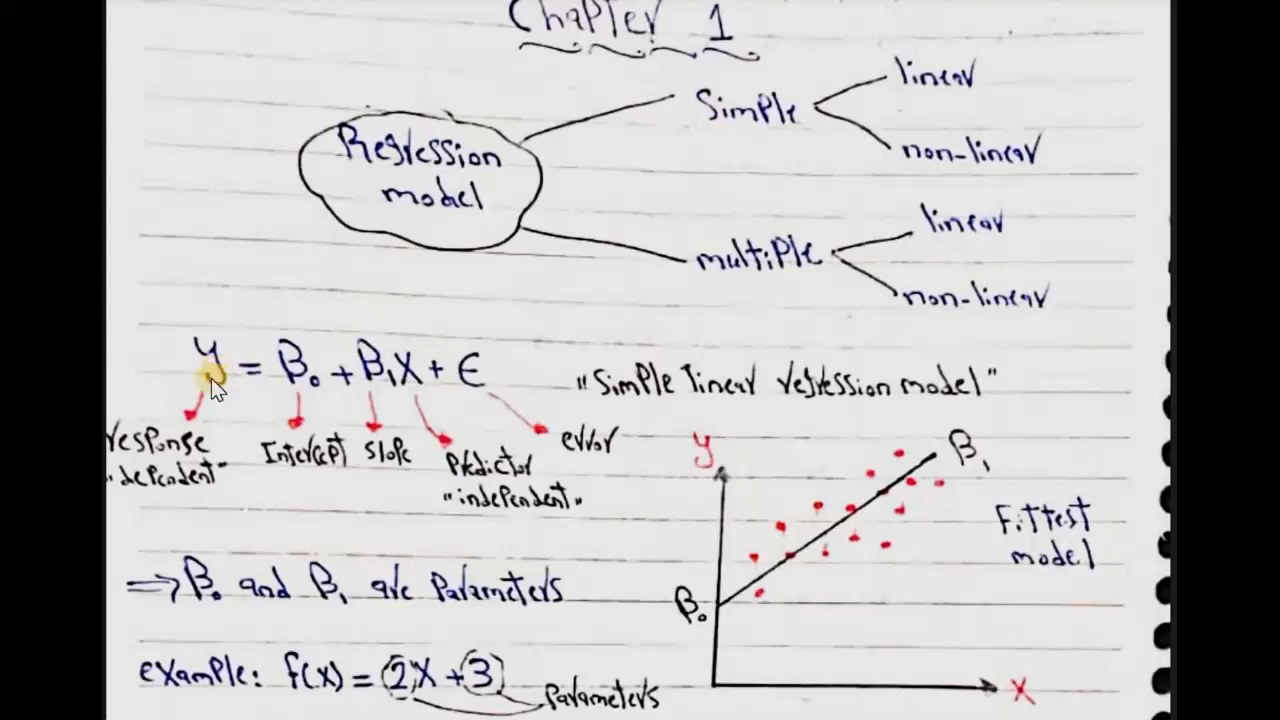 Chapter 1
Regression
model
Simple
linear
non-linear
multiple
linear
non-linear
y = β₀ + β₁x + ϵ
"Simple linear regression model"
response
"dependent"
Intercept
slope
Predictor
"independent"
error
y
β₁
Fittest
model
β₀
x
⇒ β₀ and β₁ are parameters
example: f(x) = 2x + 3
parameters